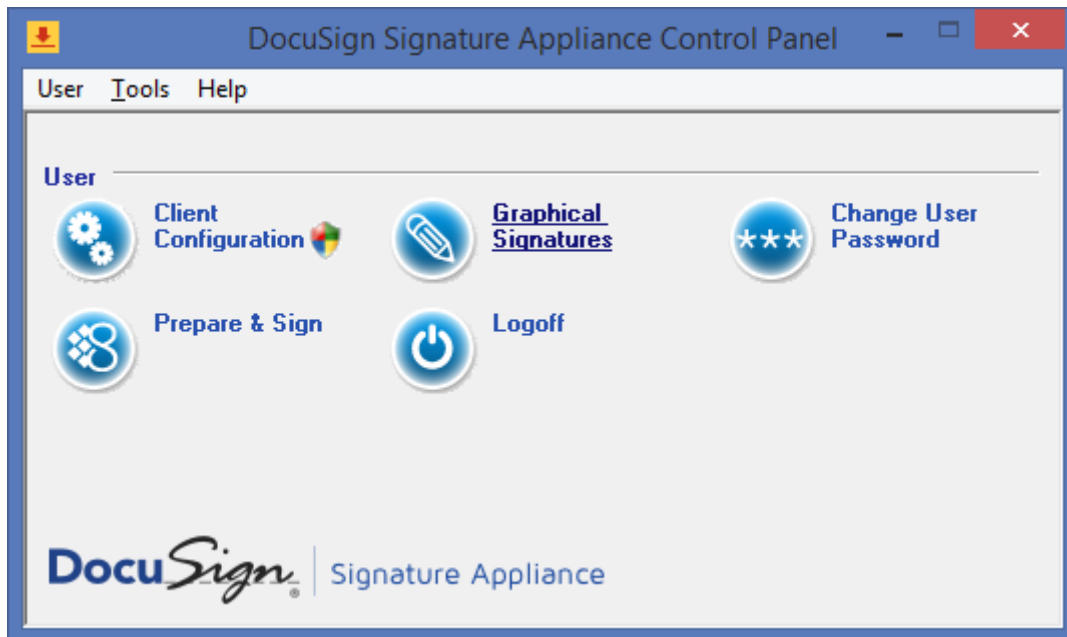 DocuSign Signature Appliance Control Panel
User Tools Help
User
Client
Configuration
Graphical
Signatures
Change User
Password
Prepare & Sign
Logoff
DocuSign® Signature Appliance